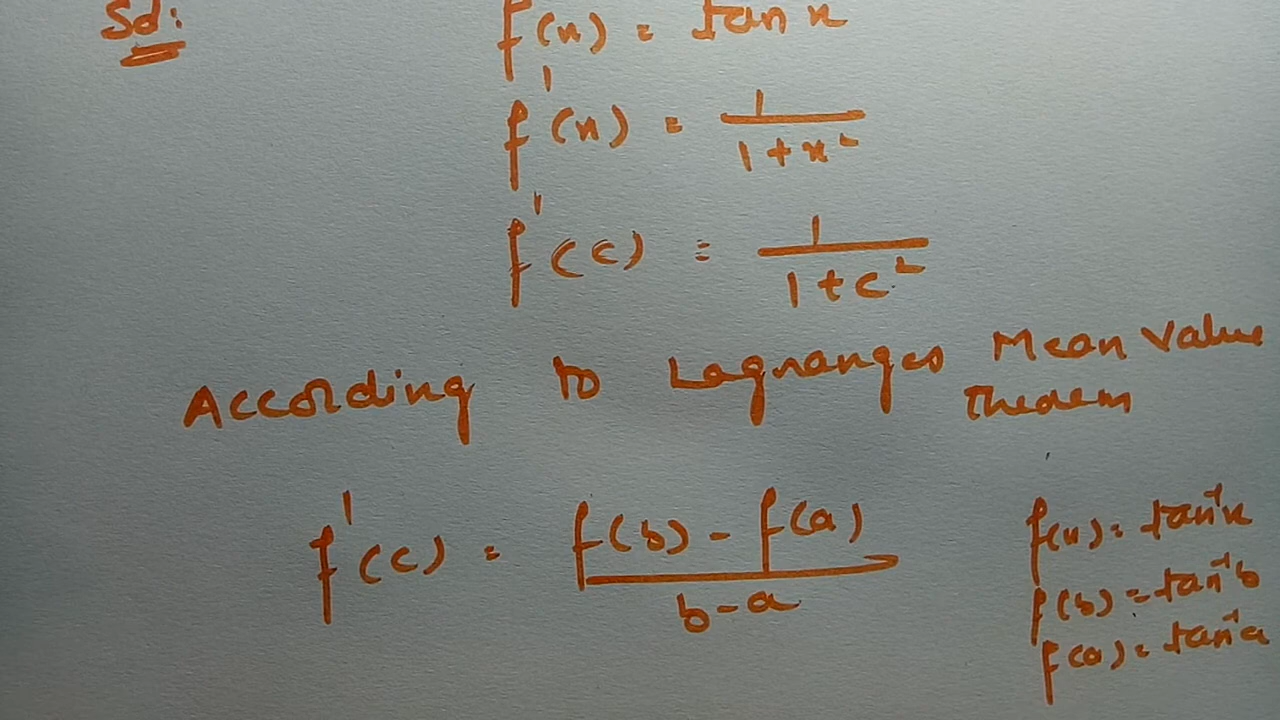 Sol:
f(x) = tan x
f'(x) = 1/(1+x²)
f'(c) = 1/(1+c²)
According to Lagranges Mean Value
Theorem
f'(c) = (f(b) - f(a))/(b-a)
f(x) = tan⁻¹x
f(b) = tan⁻¹b
f(a) = tan⁻¹a